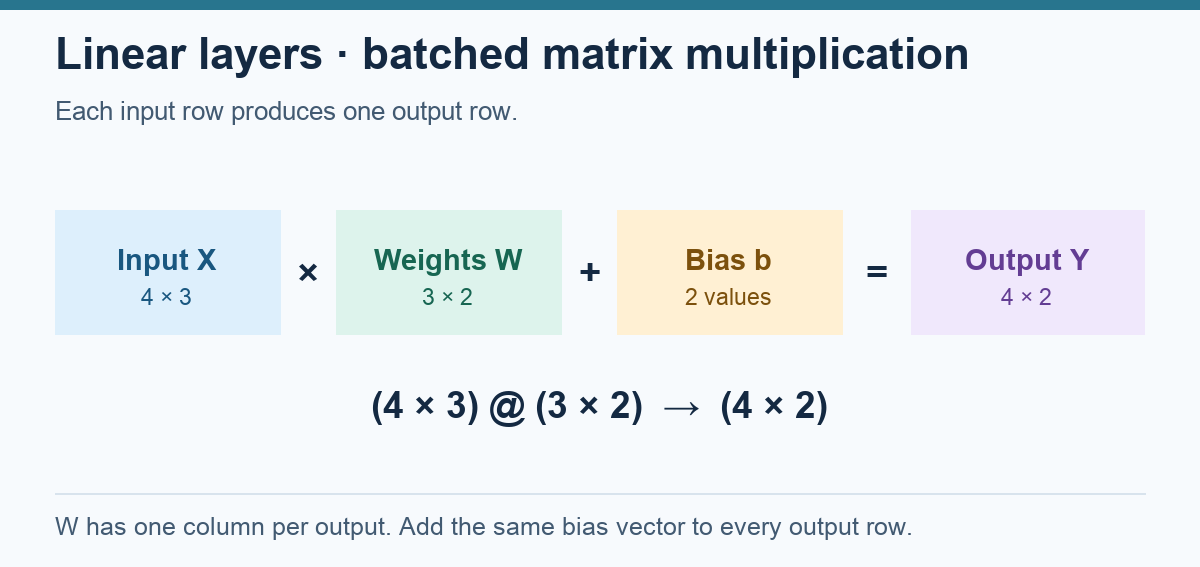 Linear layers · batched matrix multiplication
Each input row produces one output row.
Input X × Weights W + Bias b = Output Y
4 × 3 3 × 2 2 values 4 × 2
(4 × 3) @ (3 × 2) → (4 × 2)
W has one column per output. Add the same bias vector to every output row.